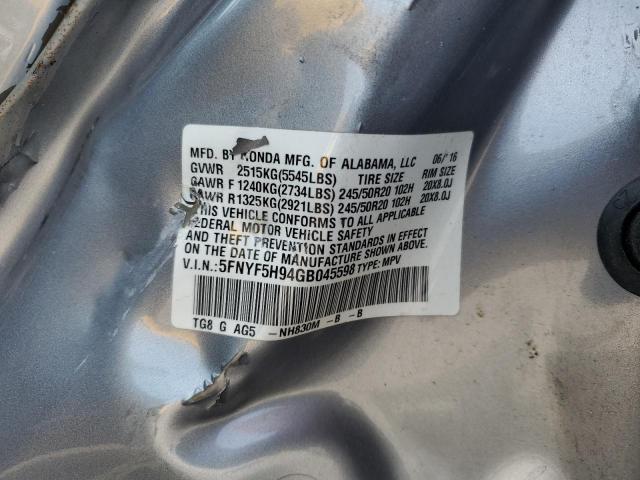 MFD. BY HONDA MFG. OF ALABAMA, LLC 06/16
GVWR 2515KG(5545LBS) TIRE SIZE RIM SIZE
GAWR F 1240KG(2734LBS) 245/50R20 102H 20X8.0J
GAWR R1325KG(2921LBS) 245/50R20 102H 20X8.0J
THIS VEHICLE CONFORMS TO ALL APPLICABLE
FEDERAL MOTOR VEHICLE SAFETY
AND THEFT PREVENTION STANDARDS IN EFFECT
ON THE DATE OF MANUFACTURE SHOWN ABOVE.
V.I.N.:5FNYF5H94GB045598 TYPE: MPV
TG8 G AG5 -NH830M -B -B